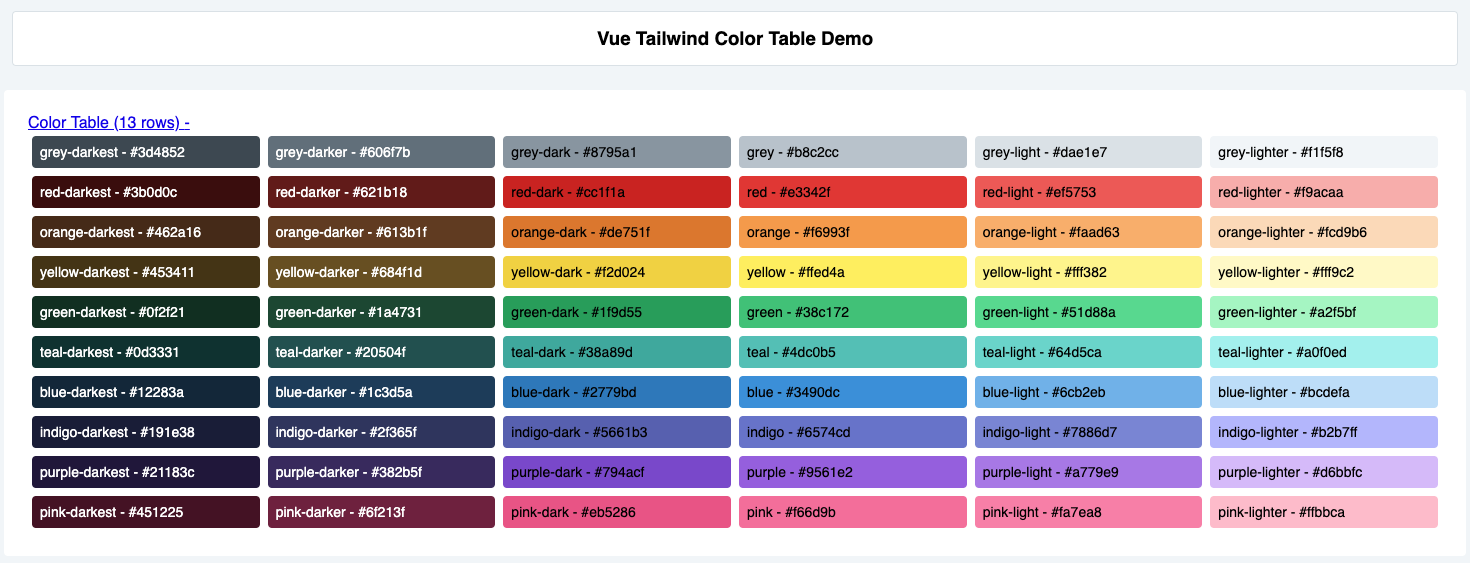 Vue Tailwind Color Table Demo
Color Table (13 rows) -
grey-darkest - #3d4852 grey-darker - #606f7b grey-dark - #8795a1 grey - #b8c2cc grey-light - #dae1e7 grey-lighter - #f1f5f8
red-darkest - #3b0d0c red-darker - #621b18 red-dark - #cc1f1a red - #e3342f red-light - #ef5753 red-lighter - #f9acaa
orange-darkest - #462a16 orange-darker - #613b1f orange-dark - #de751f orange - #f6993f orange-light - #faad63 orange-lighter - #fcd9b6
yellow-darkest - #453411 yellow-darker - #684f1d yellow-dark - #f2d024 yellow - #ffed4a yellow-light - #fff382 yellow-lighter - #fff9c2
green-darkest - #0f2f21 green-darker - #1a4731 green-dark - #1f9d55 green - #38c172 green-light - #51d88a green-lighter - #a2f5bf
teal-darkest - #0d3331 teal-darker - #20504f teal-dark - #38a89d teal - #4dc0b5 teal-light - #64d5ca teal-lighter - #a0f0ed
blue-darkest - #12283a blue-darker - #1c3d5a blue-dark - #2779bd blue - #3490dc blue-light - #6cb2eb blue-lighter - #bcdefa
indigo-darkest - #191e38 indigo-darker - #2f365f indigo-dark - #5661b3 indigo - #6574cd indigo-light - #7886d7 indigo-lighter - #b2b7ff
purple-darkest - #21183c purple-darker - #382b5f purple-dark - #794acf purple - #9561e2 purple-light - #a779e9 purple-lighter - #d6bbfc
pink-darkest - #451225 pink-darker - #6f213f pink-dark - #eb5286 pink - #f66d9b pink-light - #fa7ea8 pink-lighter - #ffbbca